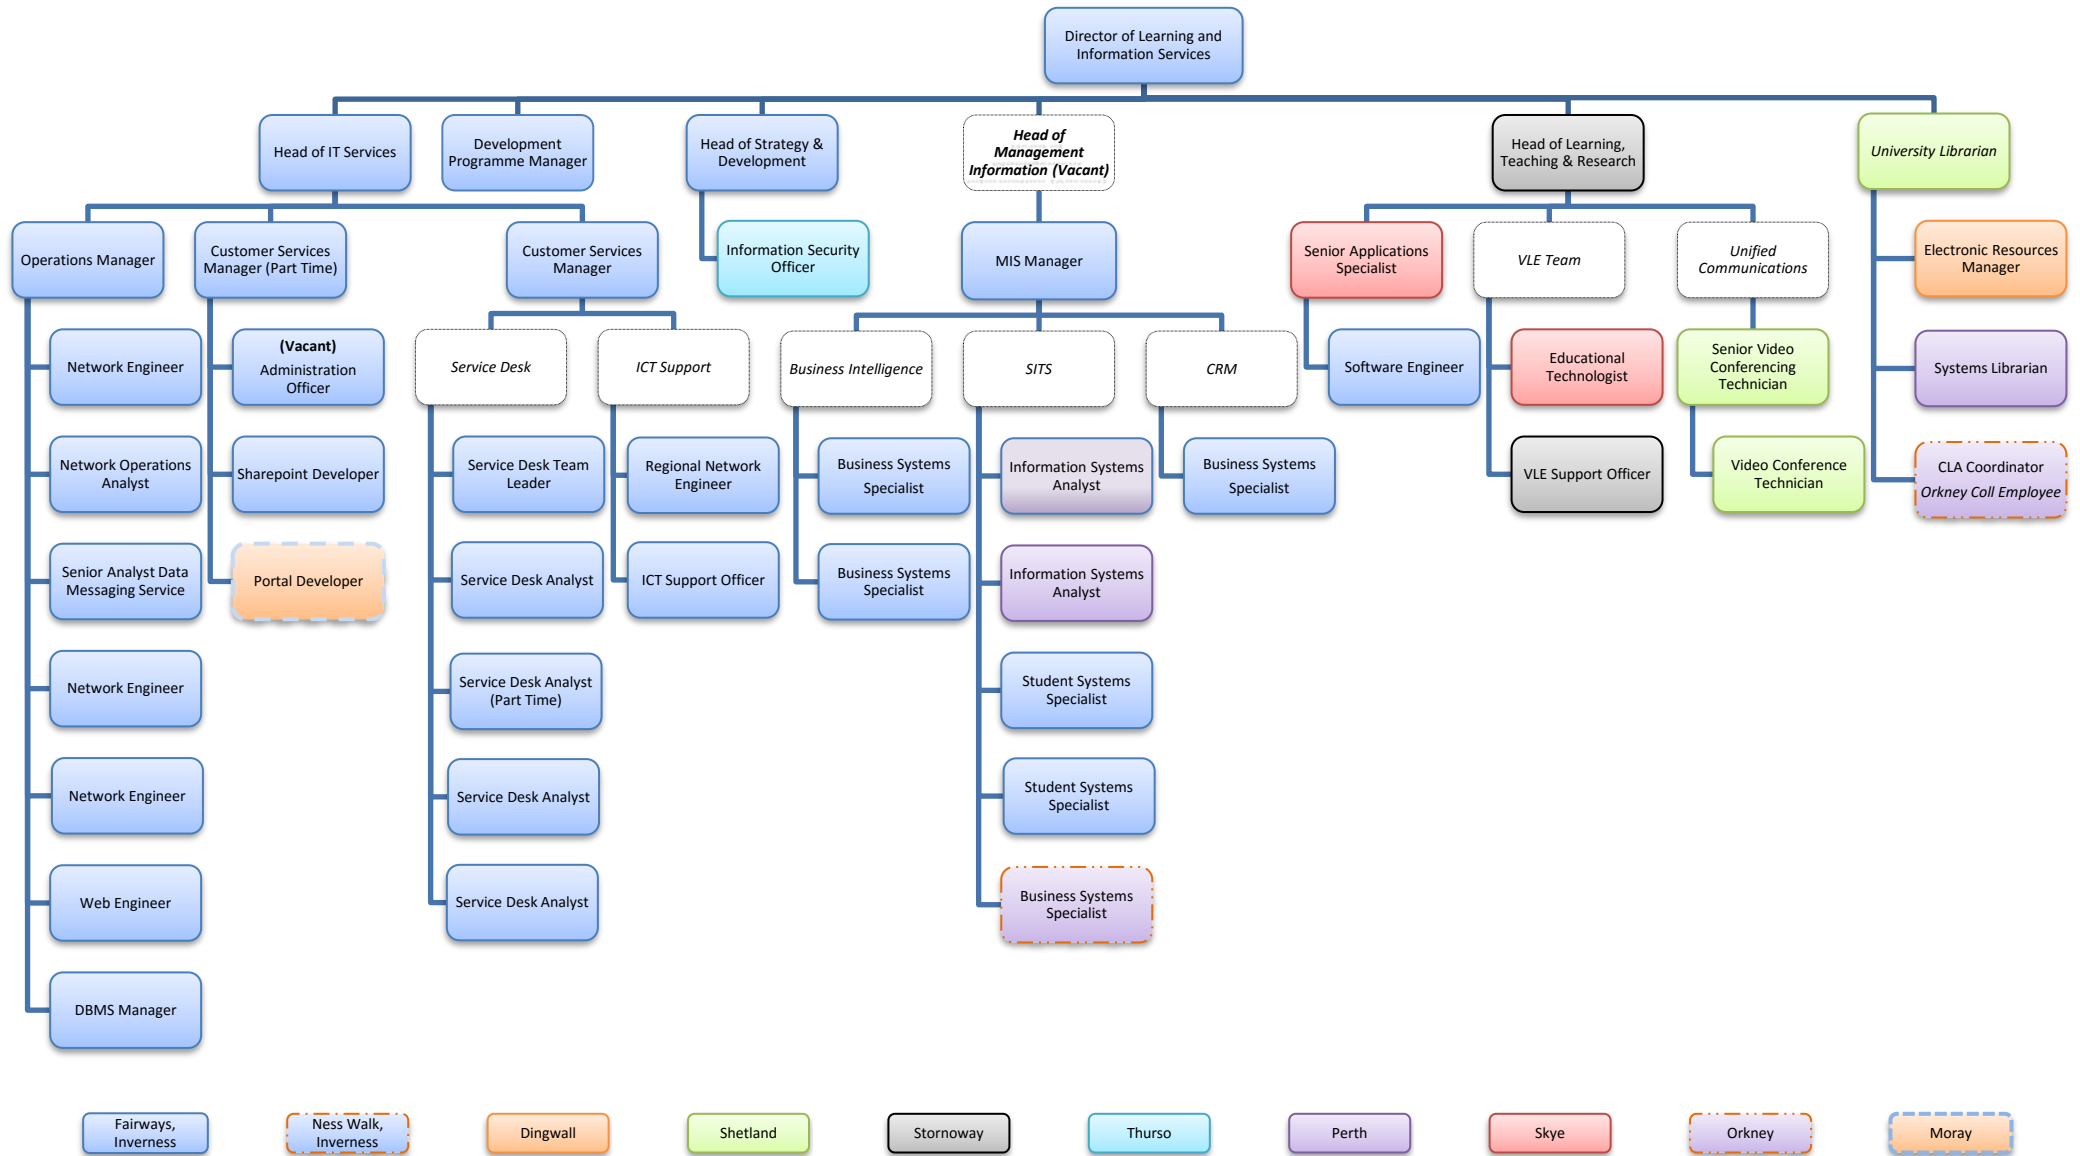 Director of Learning and
Information Services
Head of IT Services
Development
Programme Manager
Head of Strategy &
Development
Head of
Management
Information (Vacant)
Head of Learning,
Teaching & Research
University Librarian
Operations Manager
Customer Services
Manager (Part Time)
Customer Services
Manager
Information Security
Officer
MIS Manager
Senior Applications
Specialist
VLE Team
Unified
Communications
Electronic Resources
Manager
Network Engineer
(Vacant)
Administration
Officer
Service Desk
ICT Support
Business Intelligence
SITS
CRM
Software Engineer
Educational
Technologist
Senior Video
Conferencing
Technician
Systems Librarian
Network Operations
Analyst
Sharepoint Developer
Service Desk Team
Leader
Regional Network
Engineer
Business Systems
Specialist
Information Systems
Analyst
Business Systems
Specialist
VLE Support Officer
Video Conference
Technician
CLA Coordinator
Orkney Coll Employee
Senior Analyst Data
Messaging Service
Portal Developer
Service Desk Analyst
ICT Support Officer
Business Systems
Specialist
Information Systems
Analyst
Network Engineer
Service Desk Analyst
(Part Time)
Student Systems
Specialist
Network Engineer
Service Desk Analyst
Student Systems
Specialist
Web Engineer
Service Desk Analyst
Business Systems
Specialist
DBMS Manager
Fairways,
Inverness
Ness Walk,
Inverness
Dingwall
Shetland
Stornoway
Thurso
Perth
Skye
Orkney
Moray